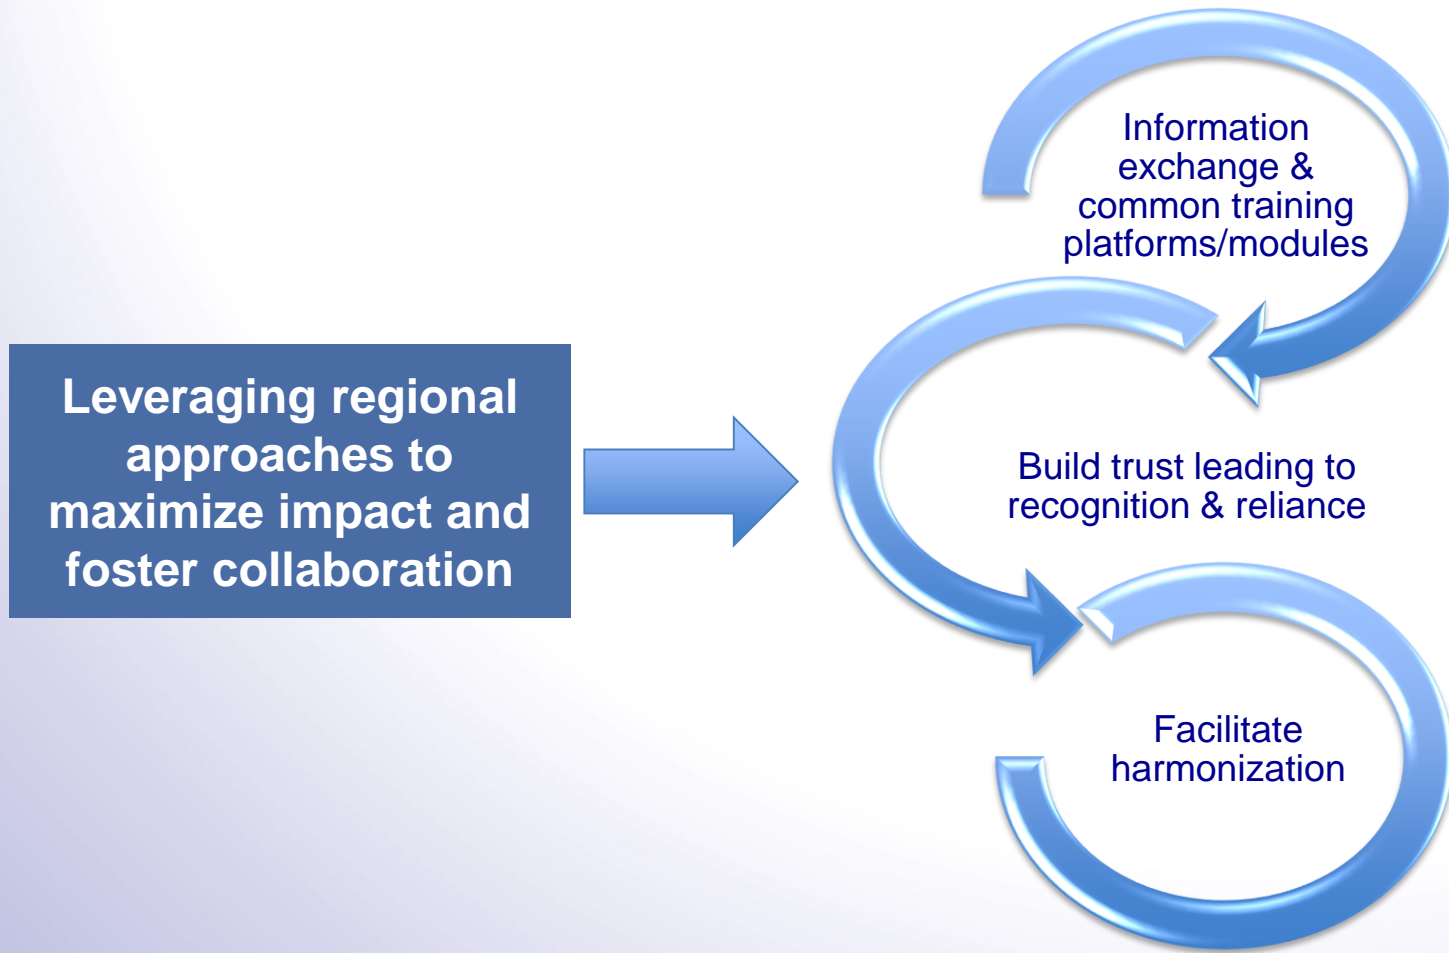 Leveraging regional
approaches to
maximize impact and
foster collaboration
Information
exchange &
common training
platforms/modules
Build trust leading to
recognition & reliance
Facilitate
harmonization